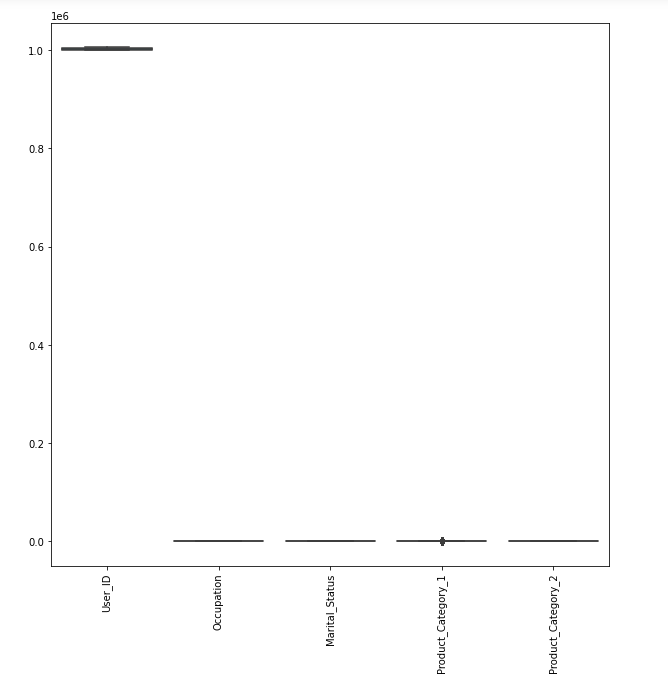 1e6
1.0
0.8
0.6
0.4
0.2
0.0
User_ID
Occupation
Marital_Status
Product_Category_1
Product_Category_2